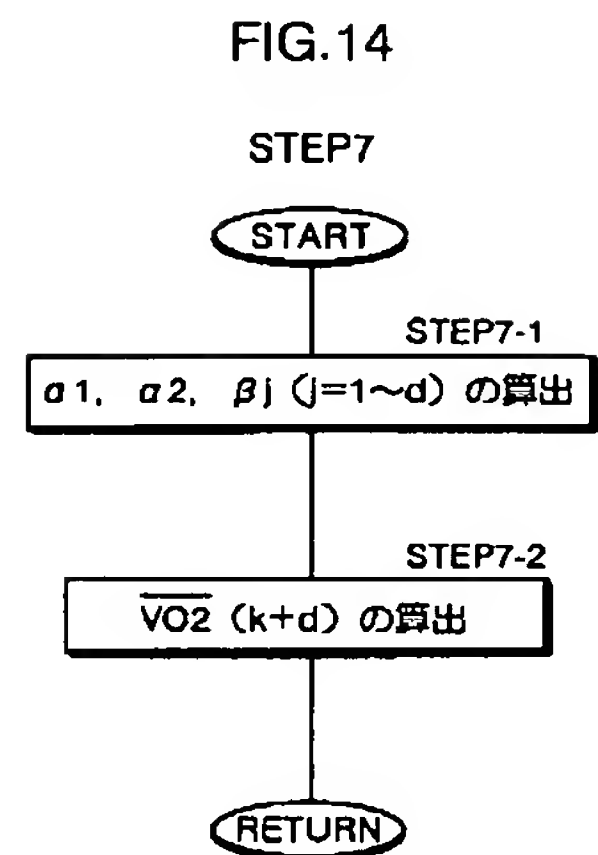 FIG.14
STEP7
START
STEP7-1
α1, α2, βj (j=1〜d) の算出
STEP7-2
V̅O̅2̅ (k+d) の算出
RETURN